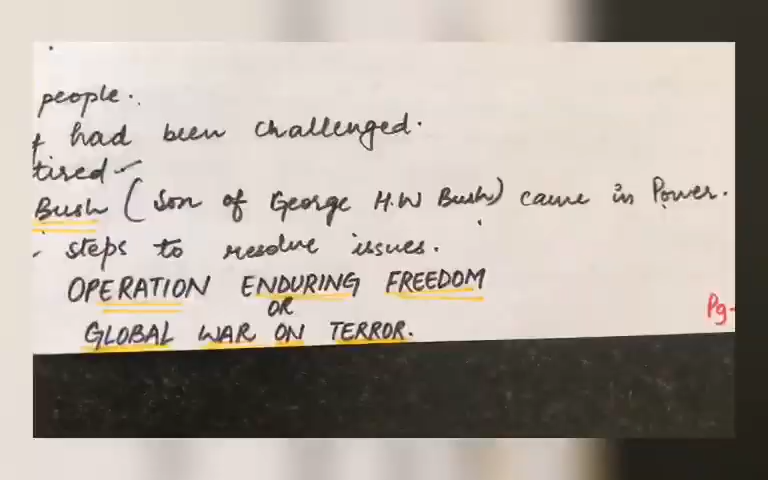 people.
had been challenged.
tired
Bush (Son of George H.W Bush) came in Power.
steps to resolve issues.
OPERATION ENDURING FREEDOM
OR
GLOBAL WAR ON TERROR.
Pg-